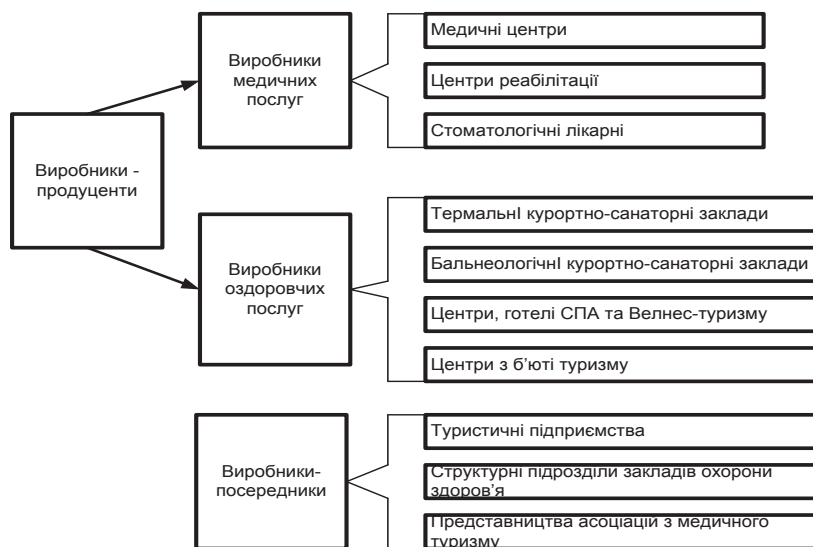 Виробники -
продуценти
Виробники
медичних
послуг
Медичні центри
Центри реабілітації
Стоматологічні лікарні
Виробники
оздоровчих
послуг
ТермальнІ курортно-санаторні заклади
БальнеологічнІ курортно-санаторні заклади
Центри, готелі СПА та Велнес-туризму
Центри з б’юті туризму
Виробники-
посередники
Туристичні підприємства
Структурні підрозділи закладів охорони
здоров’я
Представництва асоціацій з медичного
туризму